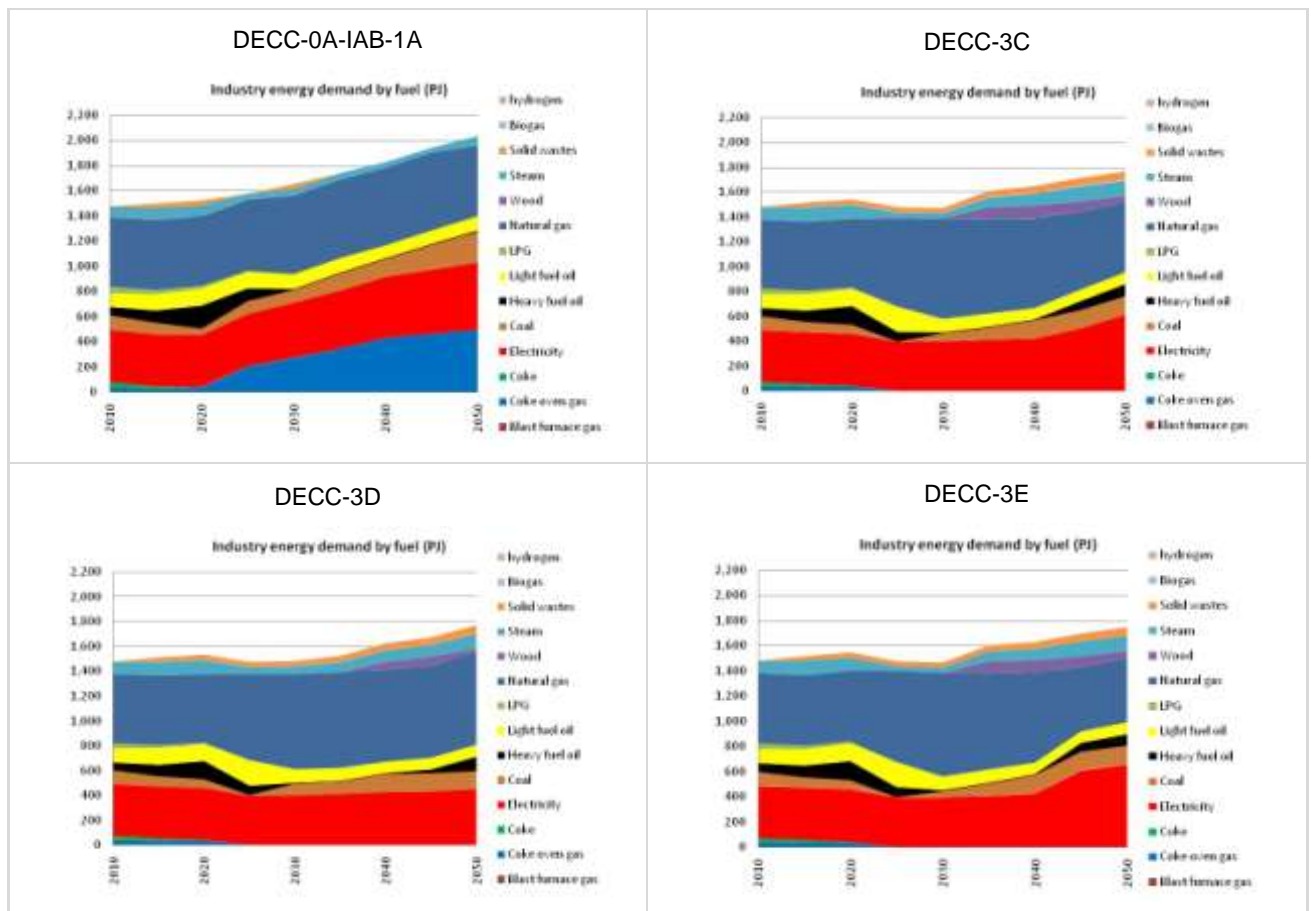 DECC-0A-IAB-1A
Industry energy demand by fuel (PJ)
2,200
2,000
1,800
1,600
1,400
1,200
1,000
800
600
400
200
0
2010
2020
2030
2040
2050
hydrogen
Biogas
Solid wastes
Steam
Wood
Natural gas
LPG
Light fuel oil
Heavy fuel oil
Coal
Electricity
Coke
Coke oven gas
Blast furnace gas
DECC-3C
Industry energy demand by fuel (PJ)
2,200
2,000
1,800
1,600
1,400
1,200
1,000
800
600
400
200
0
2010
2020
2030
2040
2050
hydrogen
Biogas
Solid wastes
Steam
Wood
Natural gas
LPG
Light fuel oil
Heavy fuel oil
Coal
Electricity
Coke
Coke oven gas
Blast furnace gas
DECC-3D
Industry energy demand by fuel (PJ)
2,200
2,000
1,800
1,600
1,400
1,200
1,000
800
600
400
200
0
2010
2020
2030
2040
2050
hydrogen
Biogas
Solid wastes
Steam
Wood
Natural gas
LPG
Light fuel oil
Heavy fuel oil
Coal
Electricity
Coke
Coke oven gas
Blast furnace gas
DECC-3E
Industry energy demand by fuel (PJ)
2,200
2,000
1,800
1,600
1,400
1,200
1,000
800
600
400
200
0
2010
2020
2030
2040
2050
hydrogen
Biogas
Solid wastes
Steam
Wood
Natural gas
LPG
Light fuel oil
Heavy fuel oil
Coal
Electricity
Coke
Coke oven gas
Blast furnace gas